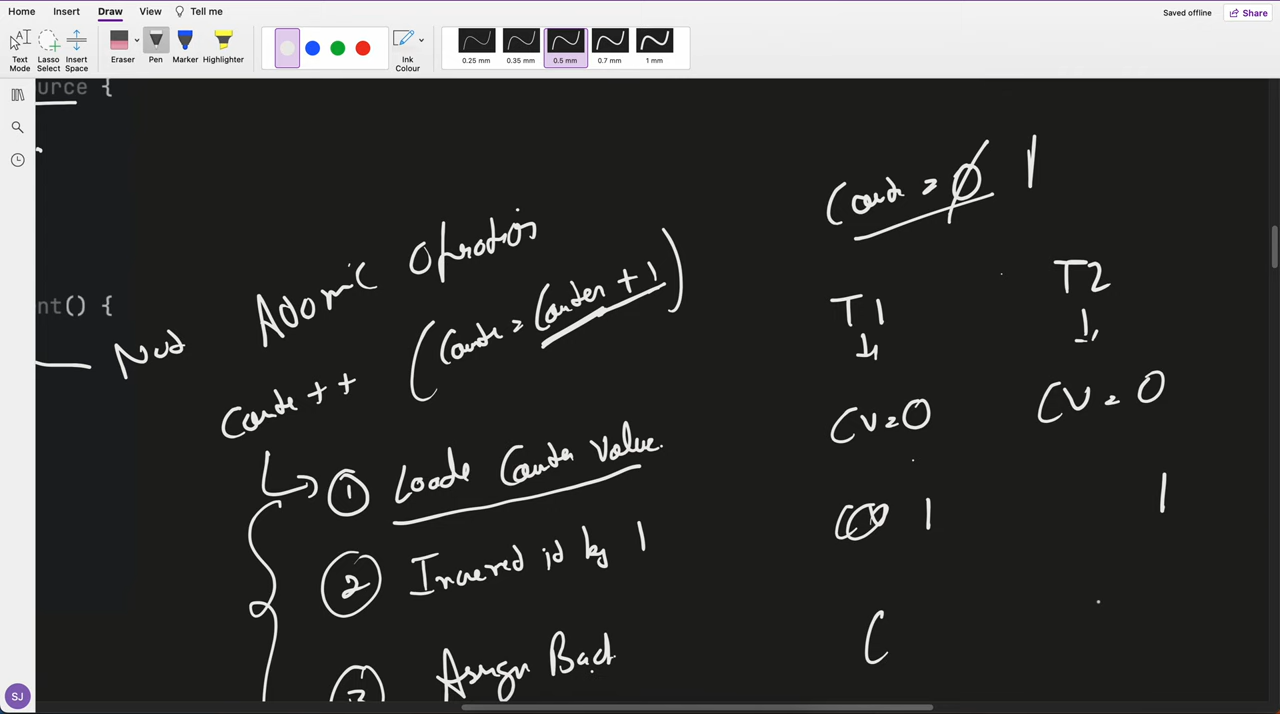 Home Insert Draw View Tell me Saved offline Share
Text Mode Lasso Select Insert Space Eraser Pen Marker Highlighter Ink Colour 0.25 mm 0.35 mm 0.5 mm 0.7 mm 1 mm
urce {
nt() {
Not Atomic Operation
Counter++ (Counter = Counter + 1)
① Loads Counter Value.
② Increment it by 1
③ Assign Back
Counter = 0 1
T1 T2
CV = 0 CV = 0
1 1
C
SJ